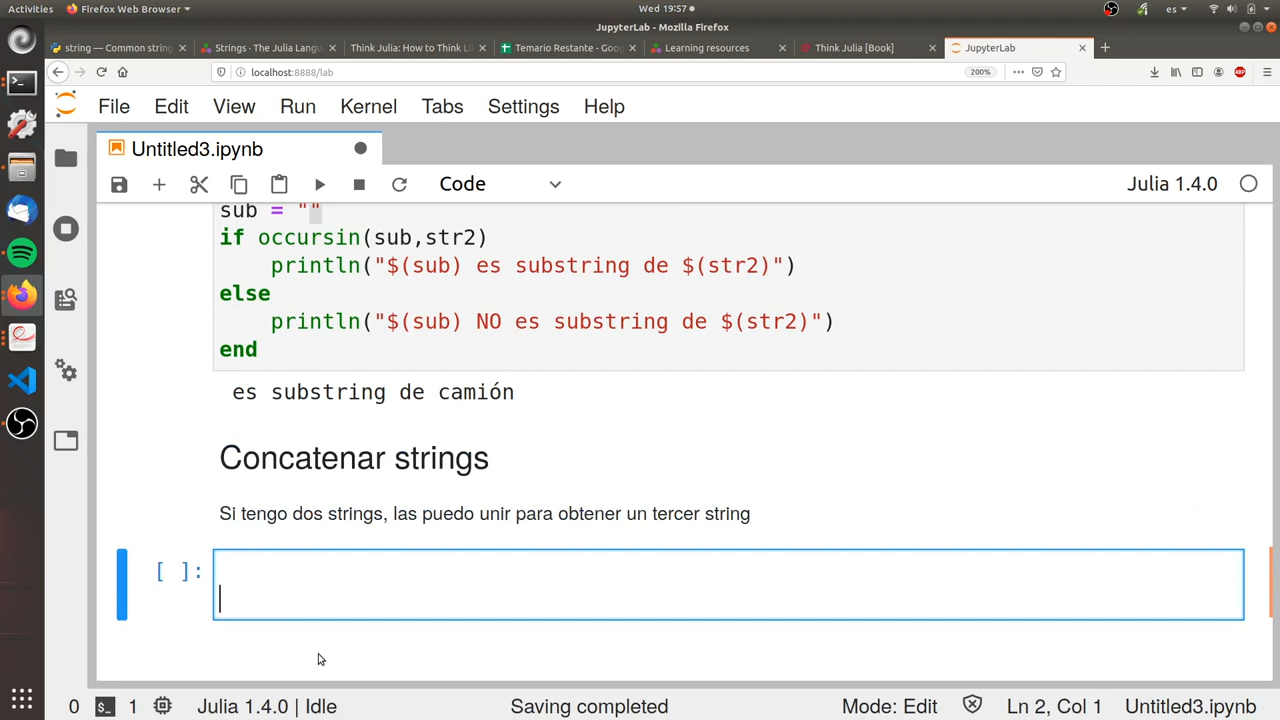 Activities Firefox Web Browser Wed 19:57 es
JupyterLab - Mozilla Firefox
string — Common string Strings · The Julia Langu Think Julia: How to Think Li Temario Restante - Goo Learning resources Think Julia [Book] JupyterLab
localhost:8888/lab 200% ABP
File Edit View Run Kernel Tabs Settings Help
Untitled3.ipynb
Code Julia 1.4.0
sub = ""
if occursin(sub,str2)
println("$(sub) es substring de $(str2)")
else
println("$(sub) NO es substring de $(str2)")
end
es substring de camión
Concatenar strings
Si tengo dos strings, las puedo unir para obtener un tercer string
[ ]:
0 $_ 1 Julia 1.4.0 | Idle Saving completed Mode: Edit Ln 2, Col 1 Untitled3.ipynb